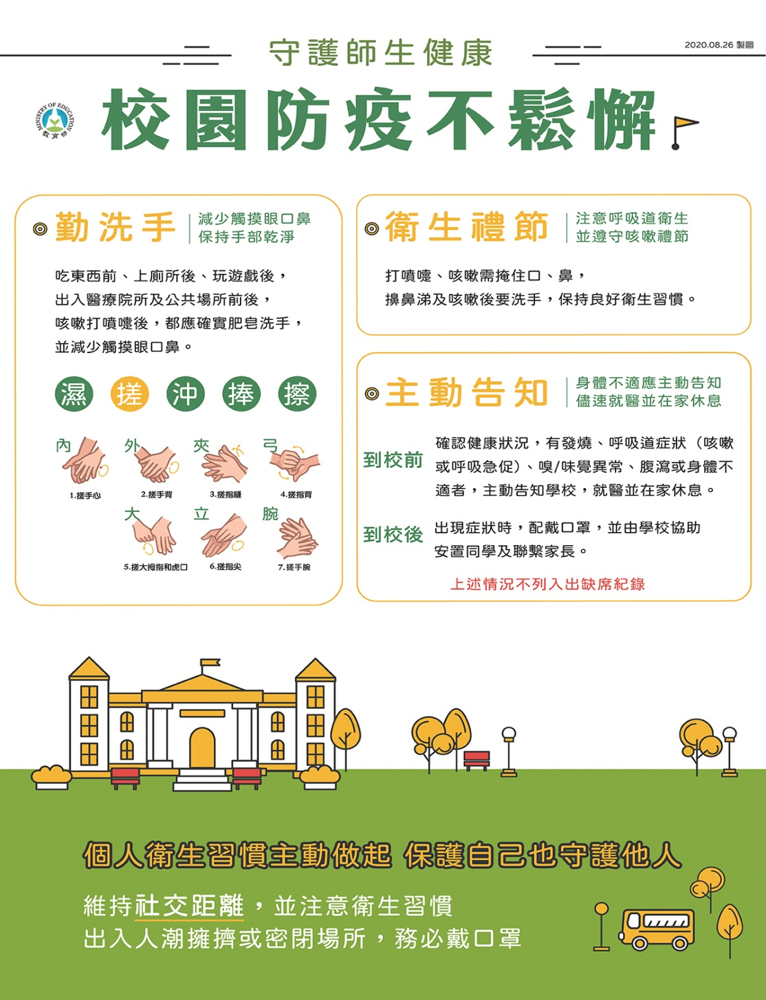 2020.08.26 製圖
守護師生健康
校園防疫不鬆懈
MINISTRY OF EDUCATION
教育部
勤洗手
減少觸摸眼口鼻
保持手部乾淨
吃東西前、上廁所後、玩遊戲後，
出入醫療院所及公共場所前後，
咳嗽打噴嚏後，都應確實肥皂洗手，
並減少觸摸眼口鼻。
濕 搓 沖 捧 擦
內 外 夾 弓
1.搓手心 2.搓手背 3.搓指縫 4.搓指背
大 立 腕
5.搓大拇指和虎口 6.搓指尖 7.搓手腕
衛生禮節
注意呼吸道衛生
並遵守咳嗽禮節
打噴嚏、咳嗽需掩住口、鼻，
擤鼻涕及咳嗽後要洗手，保持良好衛生習慣。
主動告知
身體不適應主動告知
儘速就醫並在家休息
到校前
確認健康狀況，有發燒、呼吸道症狀（咳嗽
或呼吸急促）、嗅/味覺異常、腹瀉或身體不
適者，主動告知學校，就醫並在家休息。
到校後
出現症狀時，配戴口罩，並由學校協助
安置同學及聯繫家長。
上述情況不列入出缺席紀錄
個人衛生習慣主動做起 保護自己也守護他人
維持社交距離，並注意衛生習慣
出入人潮擁擠或密閉場所，務必戴口罩